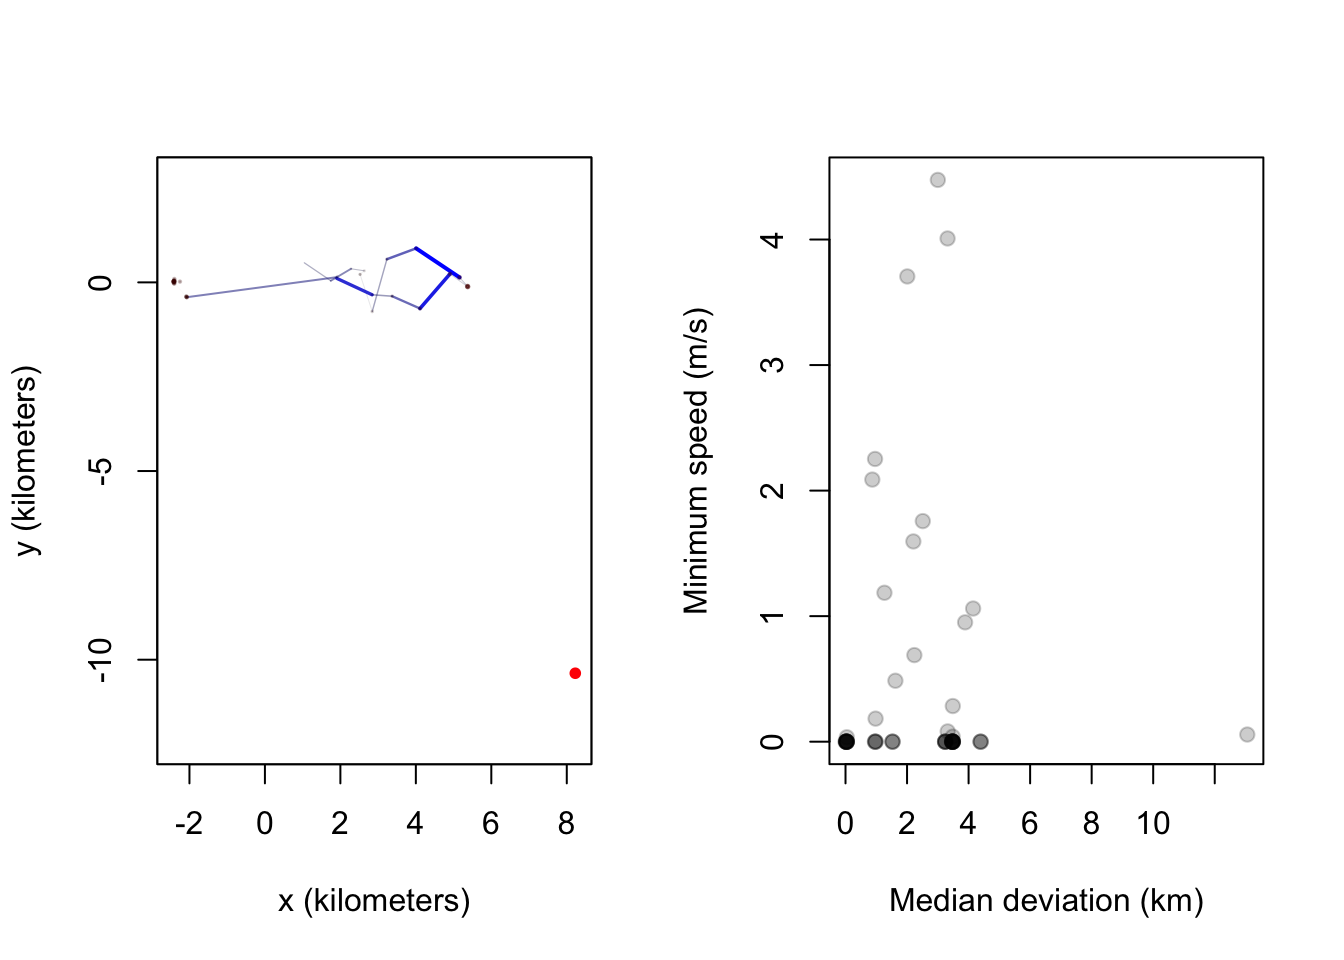 y (kilometers)
0
-5
-10
-2 0 2 4 6 8
x (kilometers)
Minimum speed (m/s)
4
3
2
1
0
0 2 4 6 8 10
Median deviation (km)